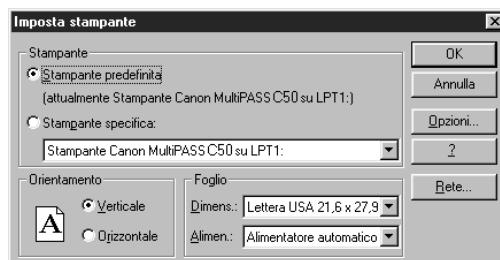 Imposta stampante
Stampante
Stampante predefinita
(attualmente Stampante Canon MultiPASS C50 su LPT1:)
Stampante specifica:
Stampante Canon MultiPASS C50 su LPT1:
OK
Annulla
Opzioni...
?
Rete...
Orientamento
A
Verticale
Orizzontale
Foglio
Dimens.: Lettera USA 21,6 x 27,9
Alimen.: Alimentatore automatico